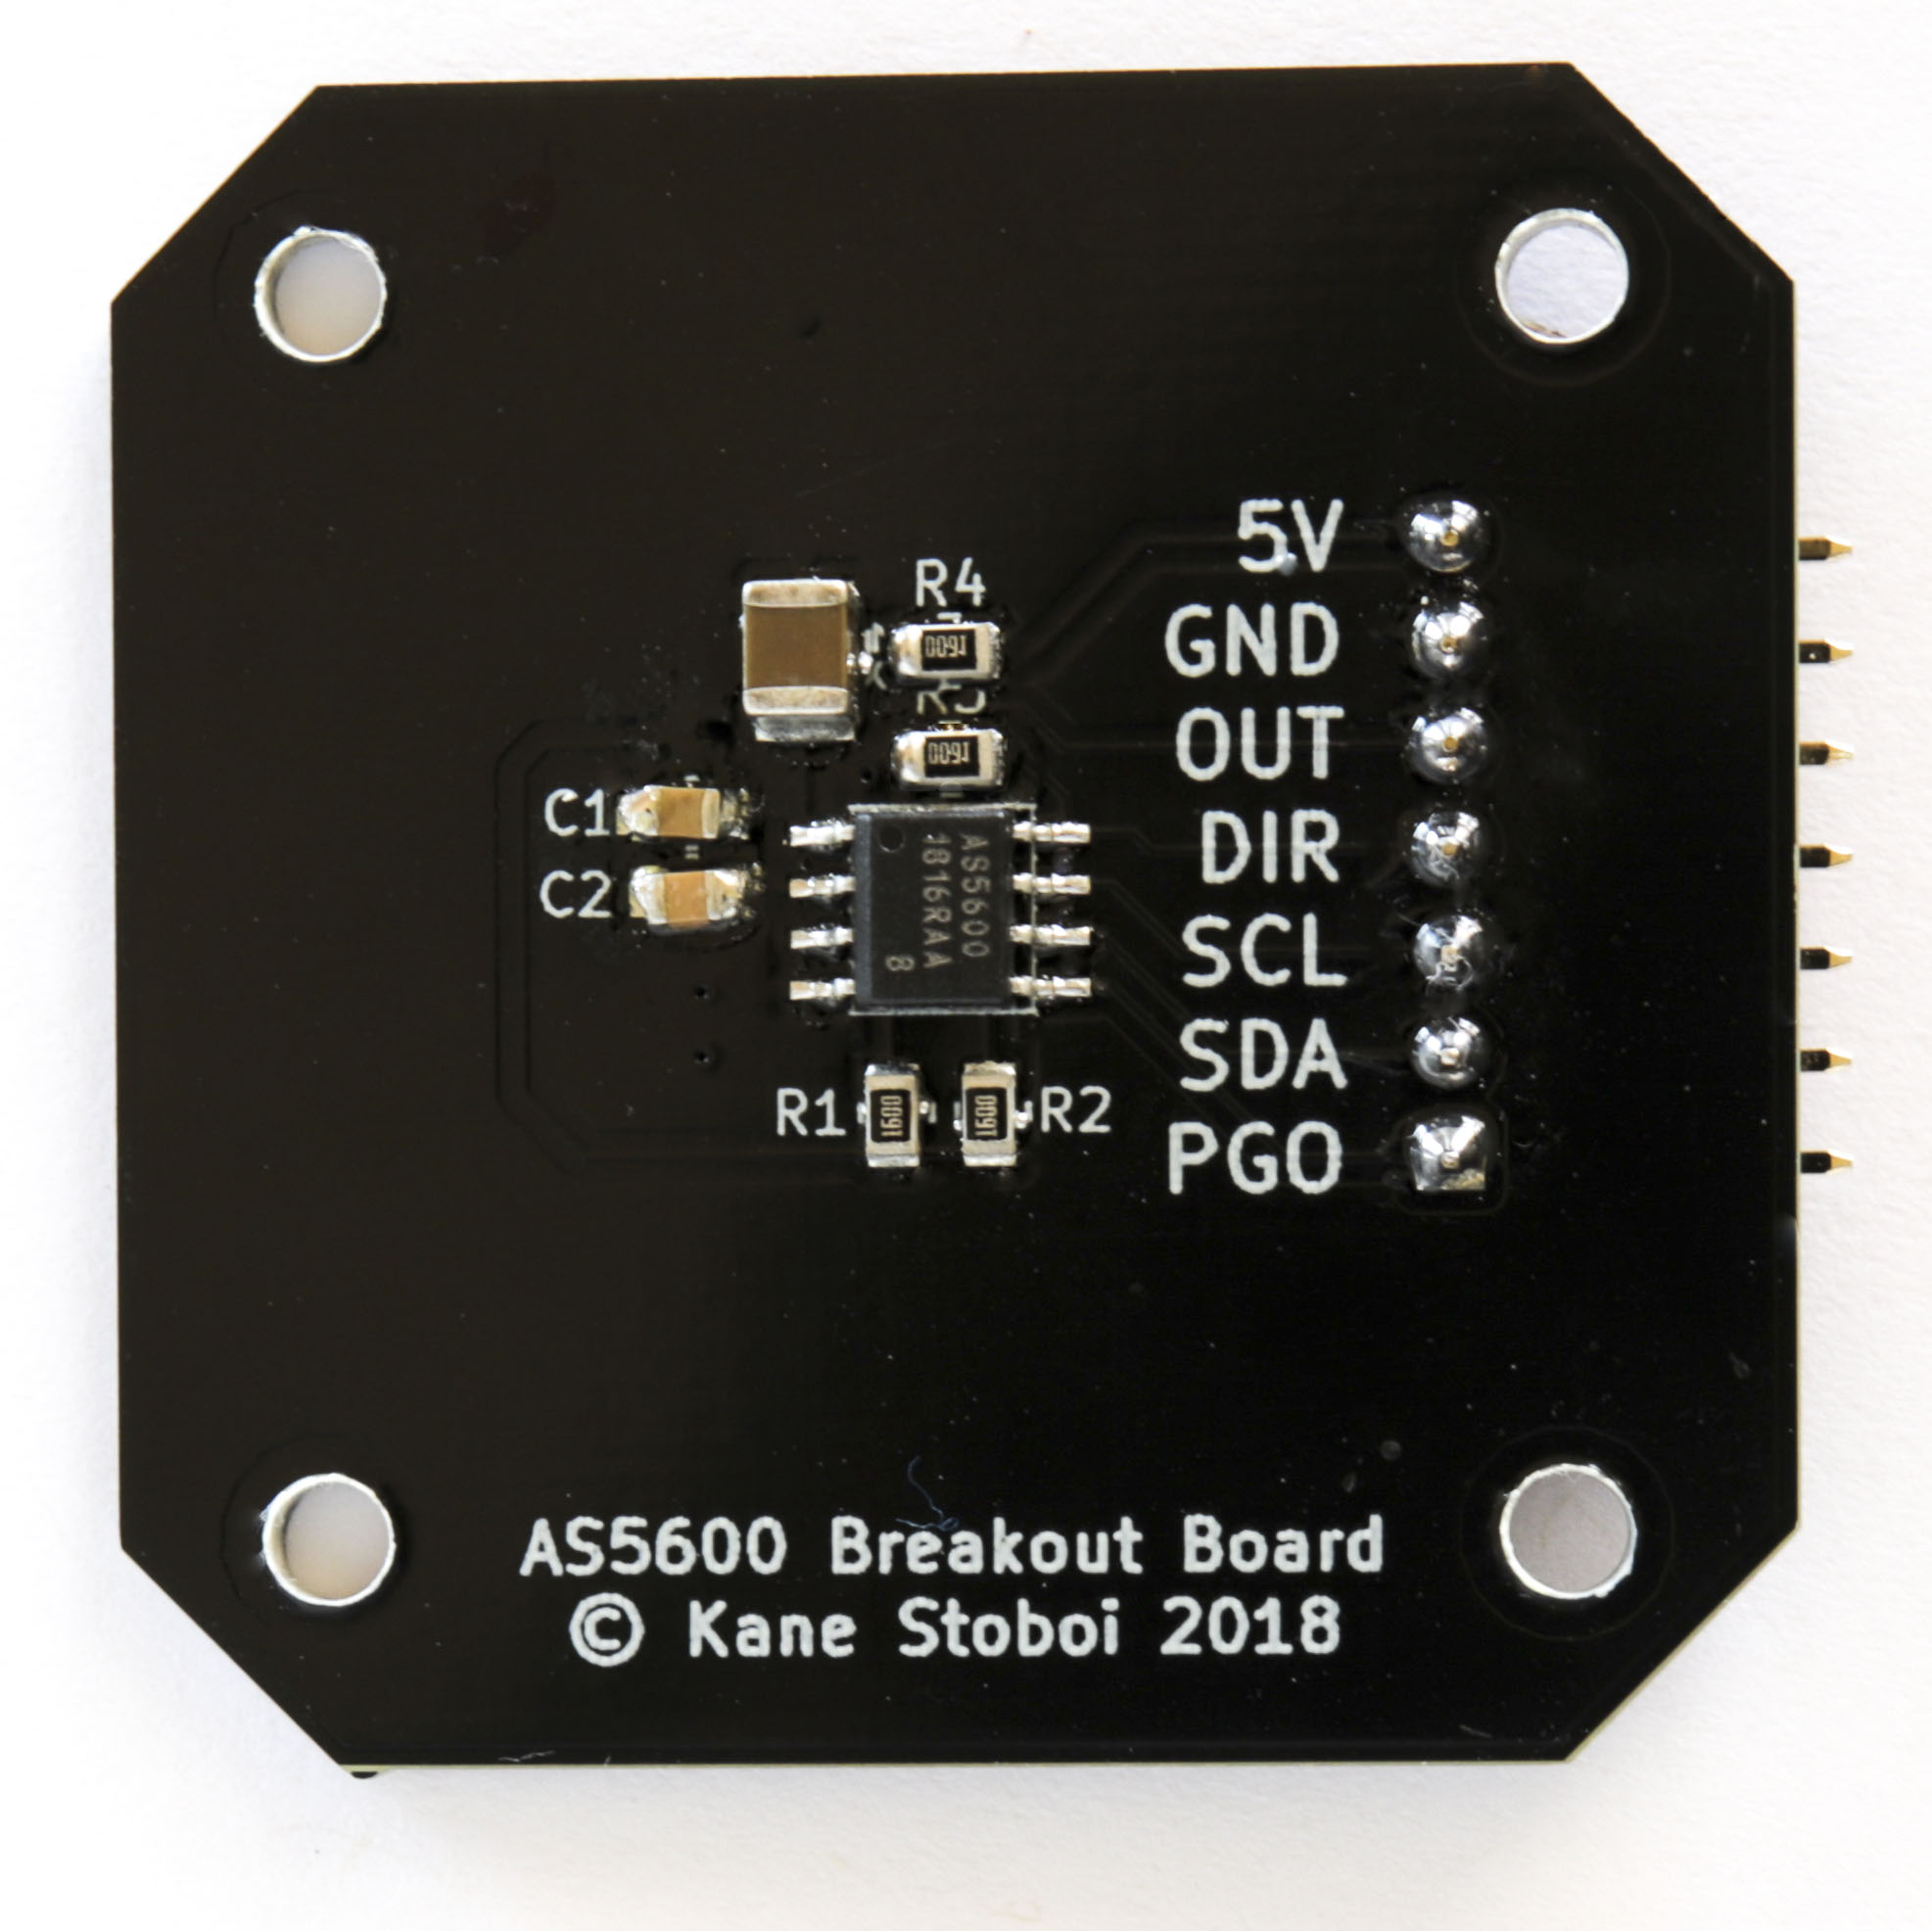 5V
R4
GND
OUT
C1
DIR
C2
AS5600
1816RAA
8
SCL
SDA
R1
R2
PGO
AS5600 Breakout Board
© Kane Stoboi 2018